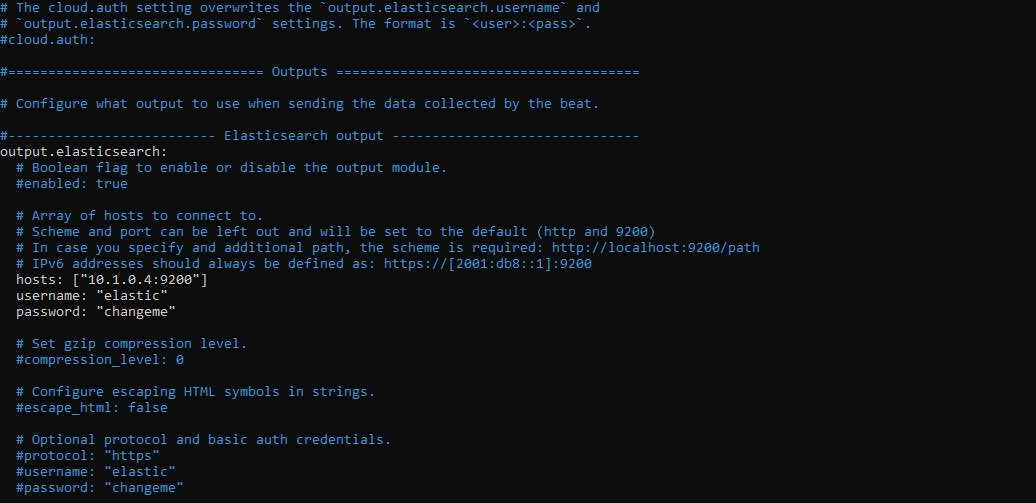 # The cloud.auth setting overwrites the `output.elasticsearch.username` and
# `output.elasticsearch.password` settings. The format is `<user>:<pass>`.
#cloud.auth:
#================================ Outputs ======================================
# Configure what output to use when sending the data collected by the beat.
#-------------------------- Elasticsearch output -------------------------------
output.elasticsearch:
# Boolean flag to enable or disable the output module.
#enabled: true
# Array of hosts to connect to.
# Scheme and port can be left out and will be set to the default (http and 9200)
# In case you specify and additional path, the scheme is required: http://localhost:9200/path
# IPv6 addresses should always be defined as: https://[2001:db8::1]:9200
hosts: ["10.1.0.4:9200"]
username: "elastic"
password: "changeme"
# Set gzip compression level.
#compression_level: 0
# Configure escaping HTML symbols in strings.
#escape_html: false
# Optional protocol and basic auth credentials.
#protocol: "https"
#username: "elastic"
#password: "changeme"